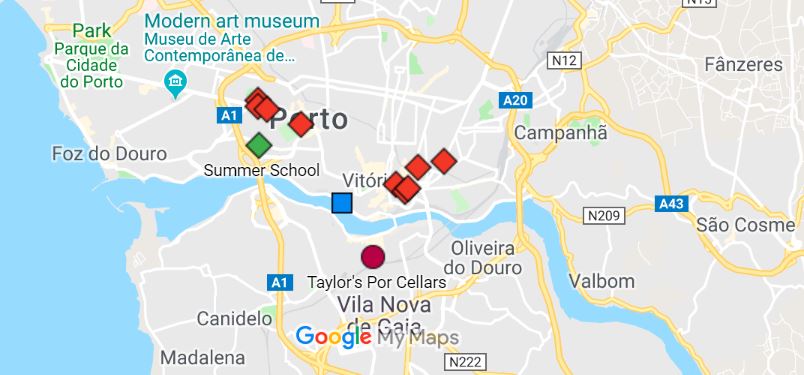 N15
Modern art museum
Museu de Arte
Contemporânea de...
Park
Parque da
Cidade
do Porto
N12
Fânzeres
A20
A1
Porto
Campanhã
Foz do Douro
Summer School
Vitóri
N209
A43
São Cosme
Oliveira
do Douro
Valbom
A1
Taylor's Por Cellars
Vila Nova
de Gaia
Canidelo
Google My Maps
Madalena
N222